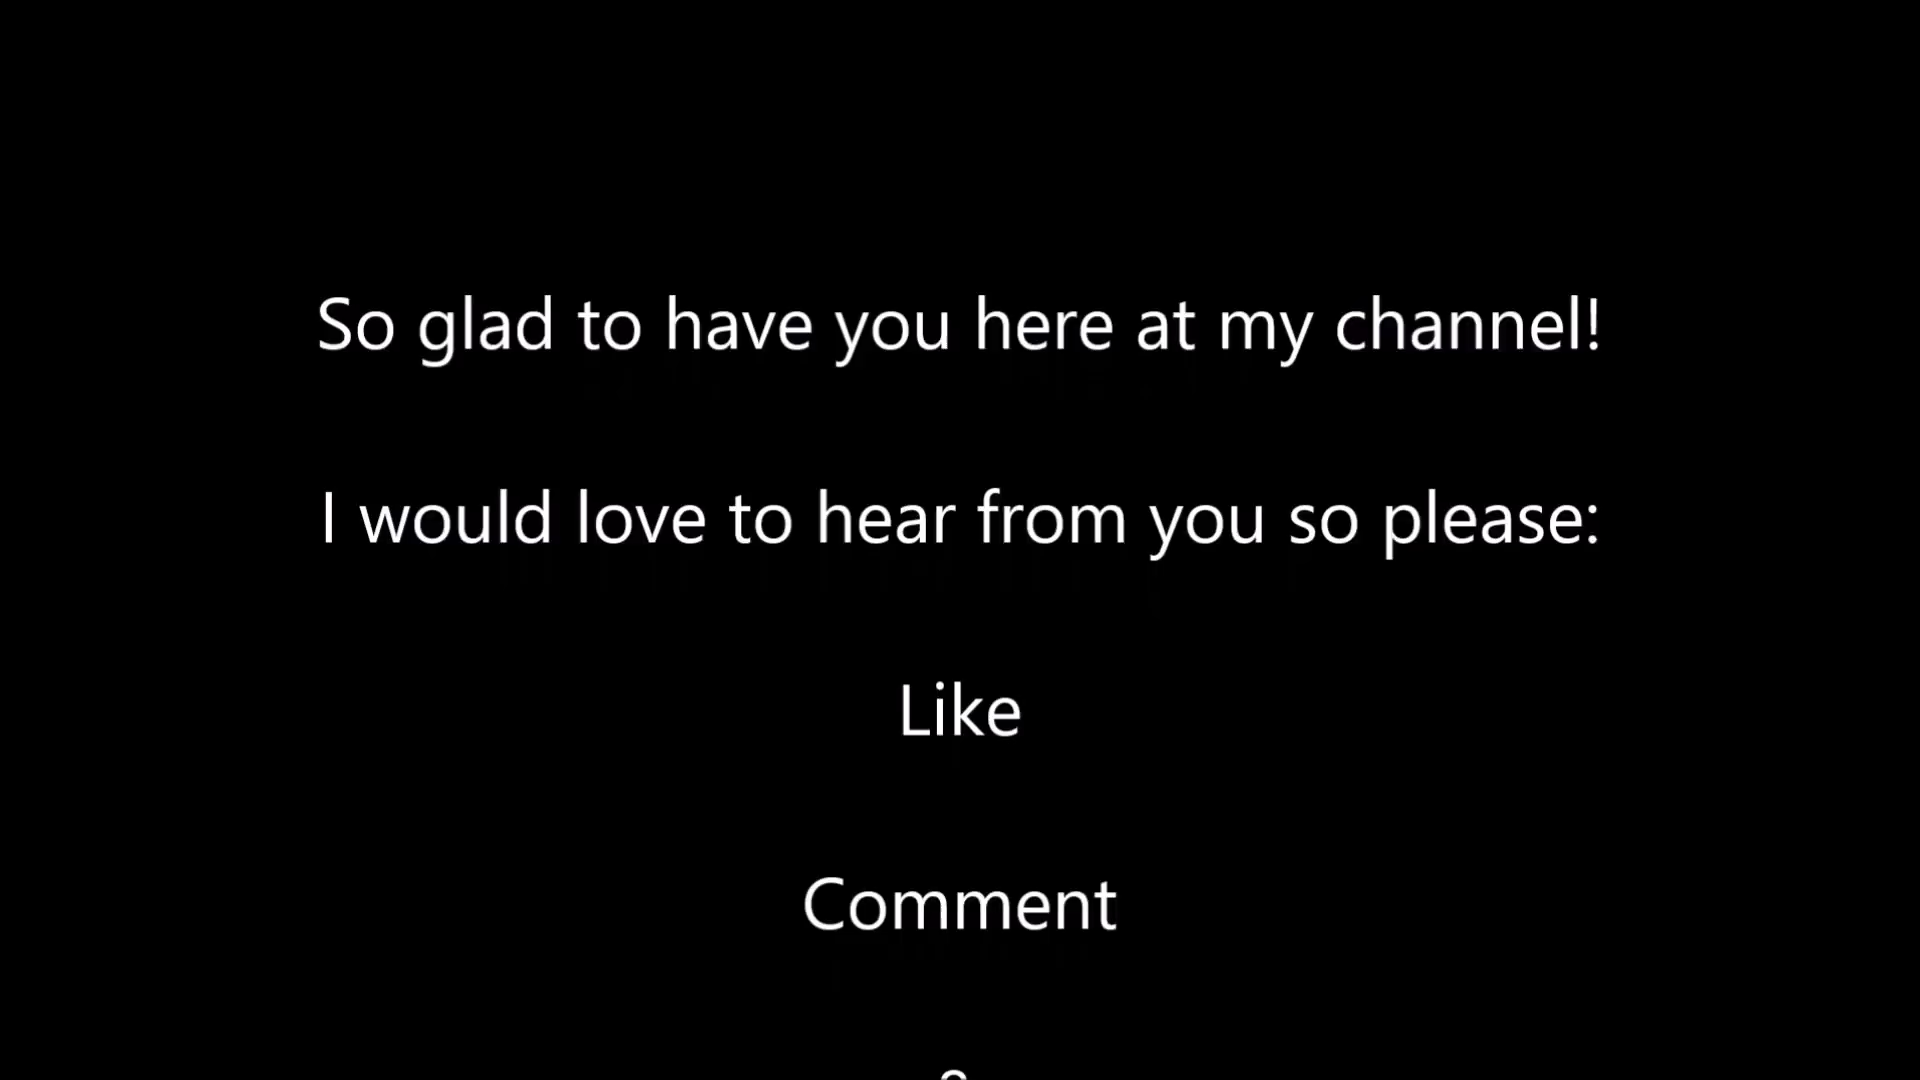 So glad to have you here at my channel!
I would love to hear from you so please:
Like
Comment